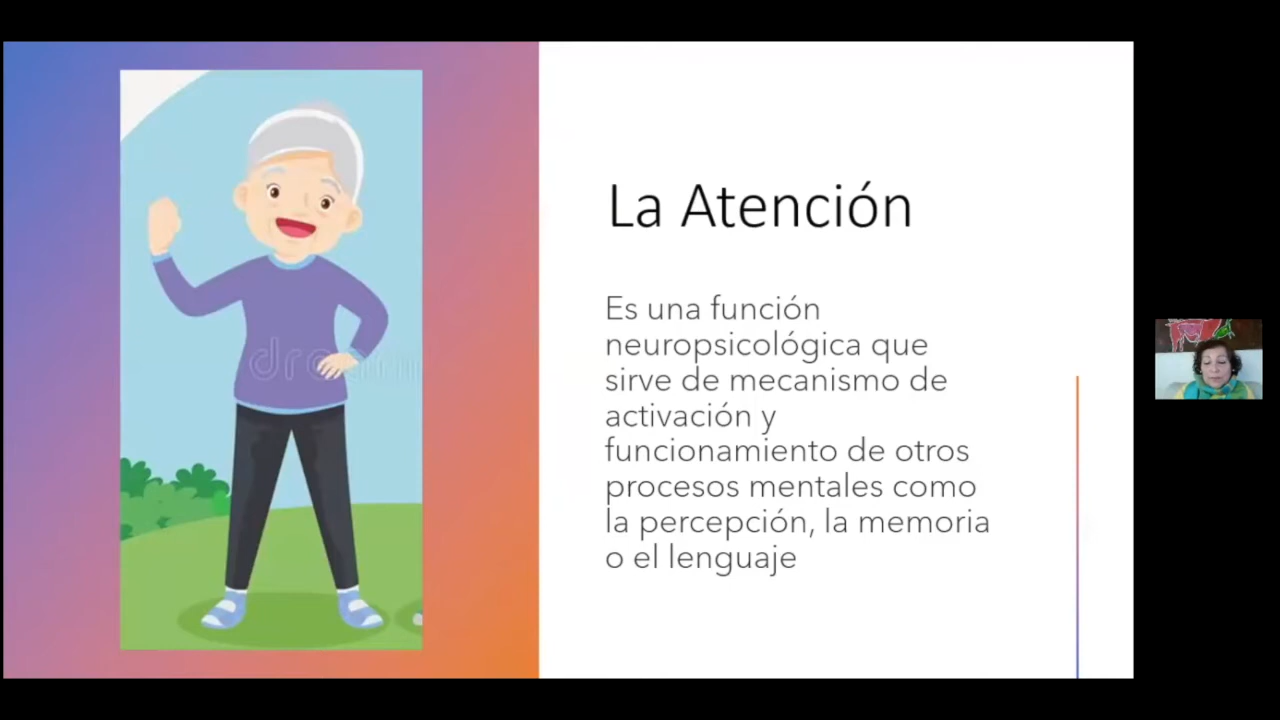 La Atención
Es una función
neuropsicológica que
sirve de mecanismo de
activación y
funcionamiento de otros
procesos mentales como
la percepción, la memoria
o el lenguaje